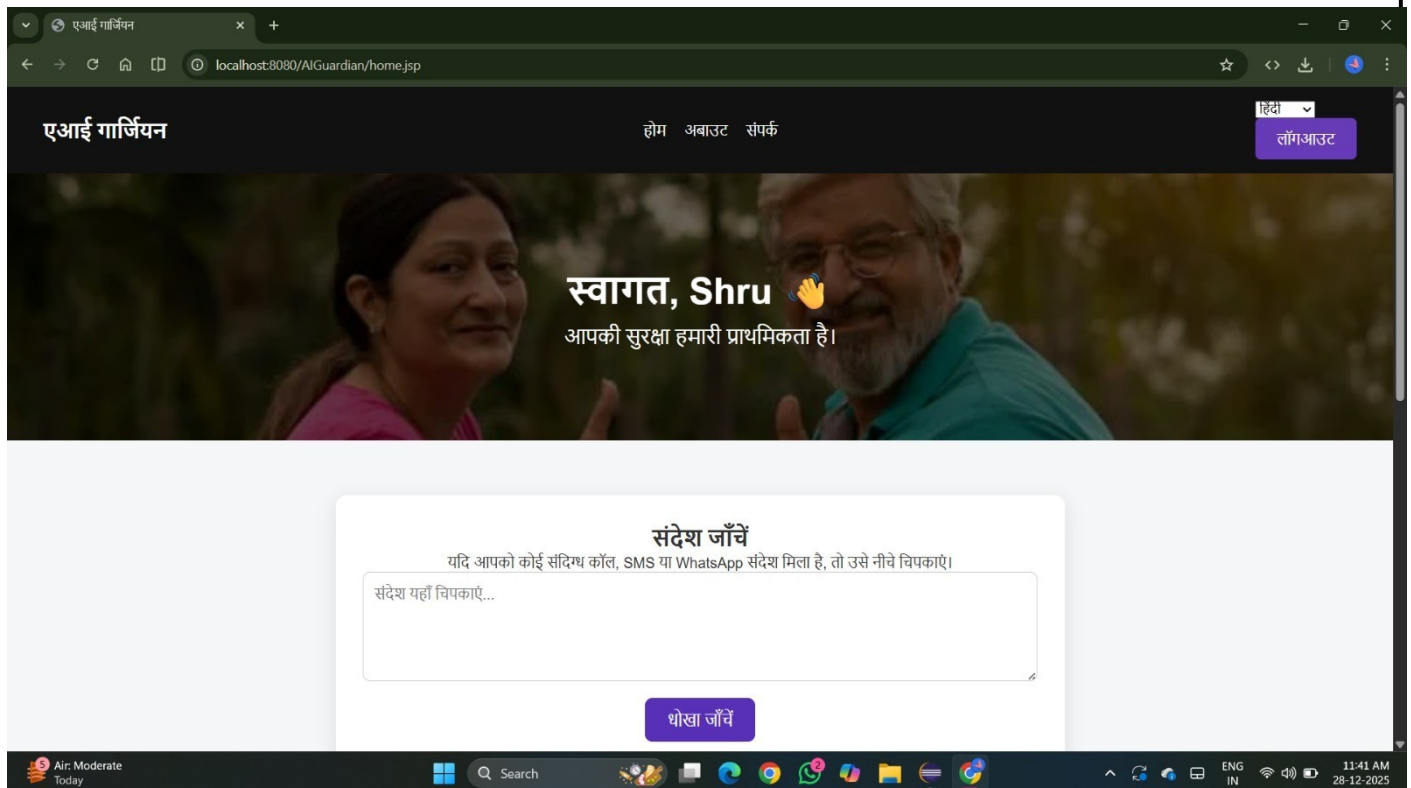 एआई गार्जियन
localhost:8080/AIGuardian/home.jsp
एआई गार्जियन
होम अबाउट संपर्क
हिंदी
लॉगआउट
स्वागत, Shru 👋
आपकी सुरक्षा हमारी प्राथमिकता है।
संदेश जाँचें
यदि आपको कोई संदिग्ध कॉल, SMS या WhatsApp संदेश मिला है, तो उसे नीचे चिपकाएं।
संदेश यहाँ चिपकाएं...
धोखा जाँचें
5
Air: Moderate
Today
Search
2
ENG
IN
11:41 AM
28-12-2025